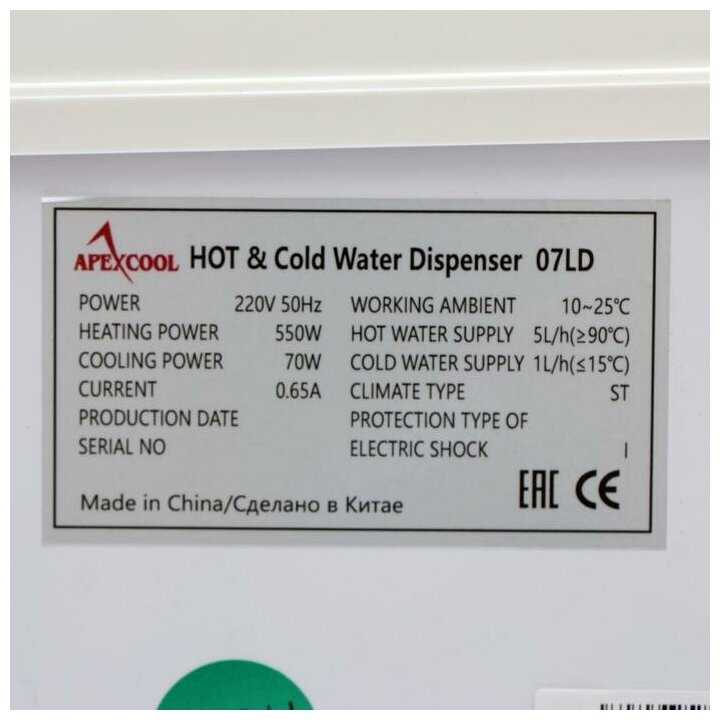 APEXCOOL HOT & Cold Water Dispenser 07LD
POWER 220V 50Hz WORKING AMBIENT 10~25℃
HEATING POWER 550W HOT WATER SUPPLY 5L/h(≥90℃)
COOLING POWER 70W COLD WATER SUPPLY 1L/h(≤15℃)
CURRENT 0.65A CLIMATE TYPE ST
PRODUCTION DATE PROTECTION TYPE OF
SERIAL NO ELECTRIC SHOCK I
EAC CE
Made in China/Сделано в Китае